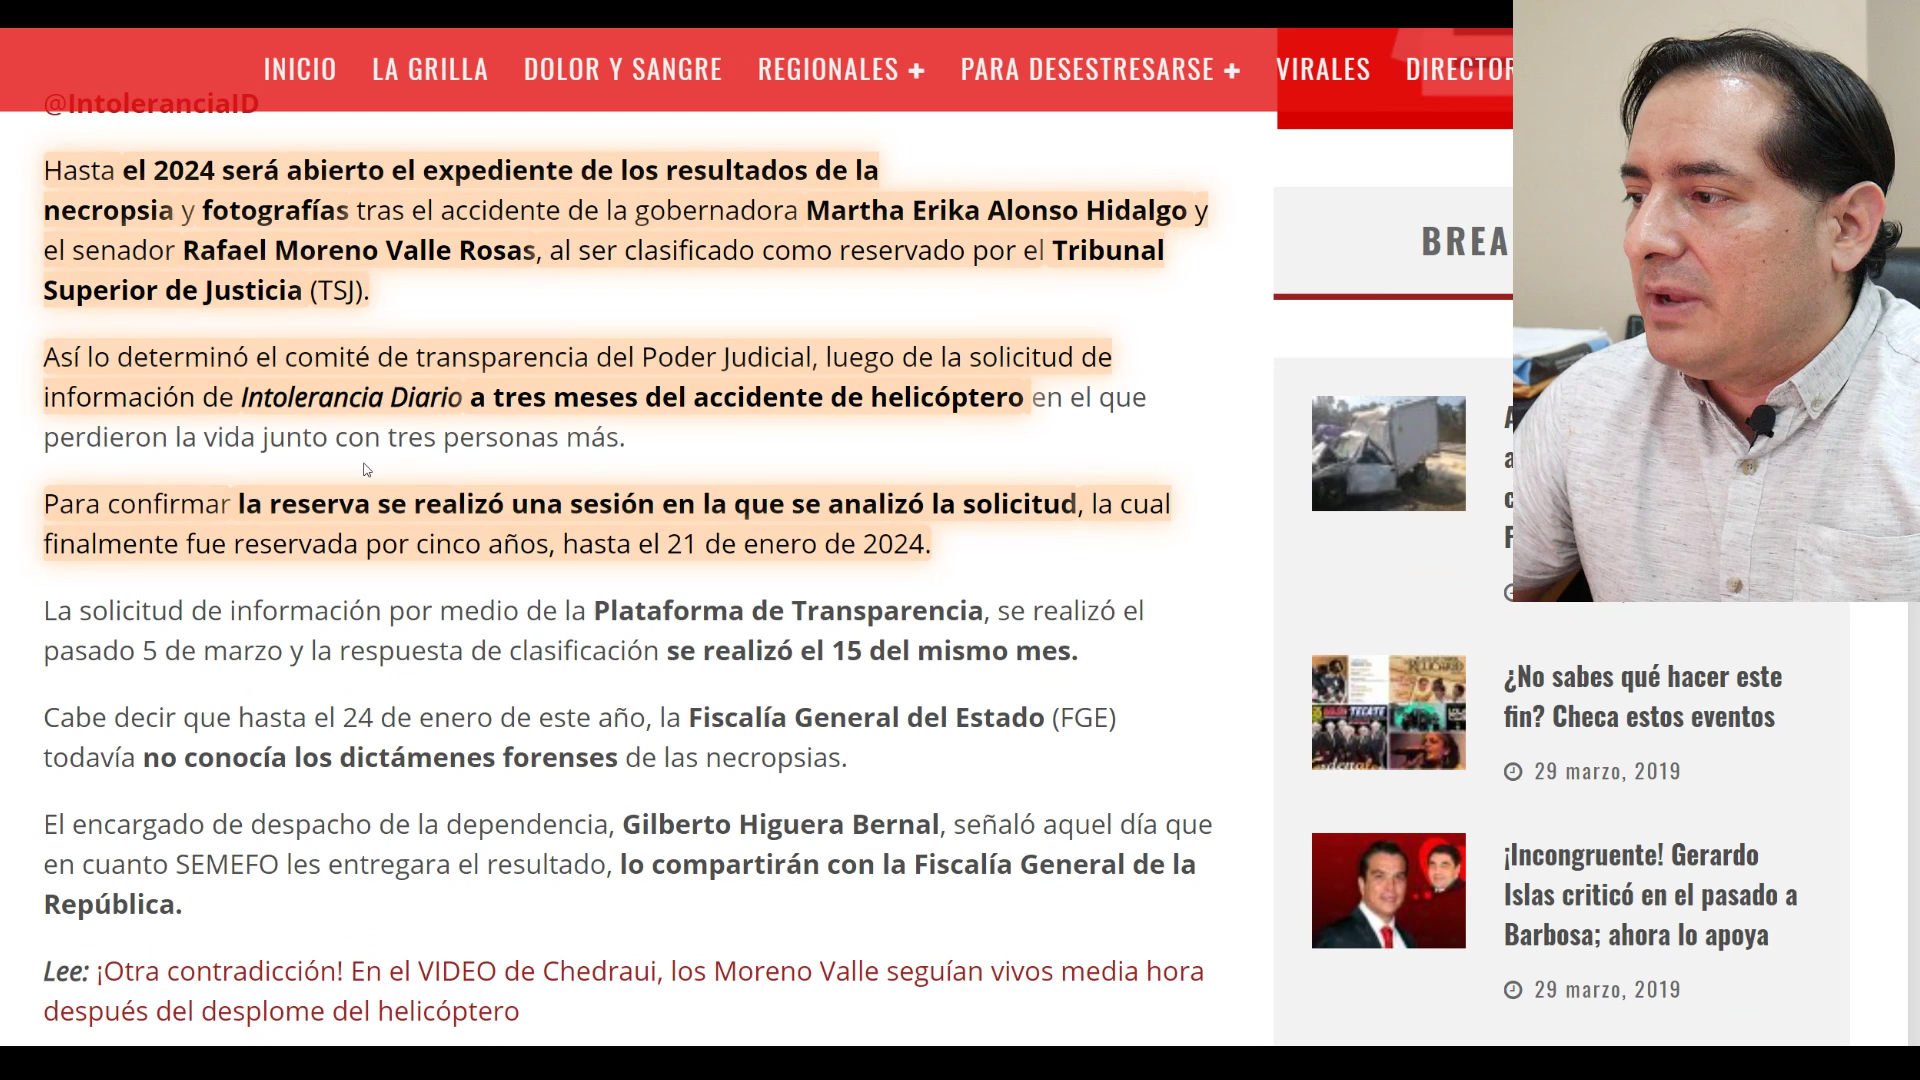 INICIO LA GRILLA DOLOR Y SANGRE REGIONALES + PARA DESESTRESARSE + VIRALES DIRECTOR
@IntoleranciaID
Hasta el 2024 será abierto el expediente de los resultados de la
necropsia y fotografías tras el accidente de la gobernadora Martha Erika Alonso Hidalgo y
el senador Rafael Moreno Valle Rosas, al ser clasificado como reservado por el Tribunal
Superior de Justicia (TSJ).
Así lo determinó el comité de transparencia del Poder Judicial, luego de la solicitud de
información de Intolerancia Diario a tres meses del accidente de helicóptero en el que
perdieron la vida junto con tres personas más.
Para confirmar la reserva se realizó una sesión en la que se analizó la solicitud, la cual
finalmente fue reservada por cinco años, hasta el 21 de enero de 2024.
La solicitud de información por medio de la Plataforma de Transparencia, se realizó el
pasado 5 de marzo y la respuesta de clasificación se realizó el 15 del mismo mes.
Cabe decir que hasta el 24 de enero de este año, la Fiscalía General del Estado (FGE)
todavía no conocía los dictámenes forenses de las necropsias.
El encargado de despacho de la dependencia, Gilberto Higuera Bernal, señaló aquel día que
en cuanto SEMEFO les entregara el resultado, lo compartirán con la Fiscalía General de la
República.
Lee: ¡Otra contradicción! En el VIDEO de Chedraui, los Moreno Valle seguían vivos media hora
después del desplome del helicóptero
BREA
¿No sabes qué hacer este
fin? Checa estos eventos
29 marzo, 2019
¡Incongruente! Gerardo
Islas criticó en el pasado a
Barbosa; ahora lo apoya
29 marzo, 2019